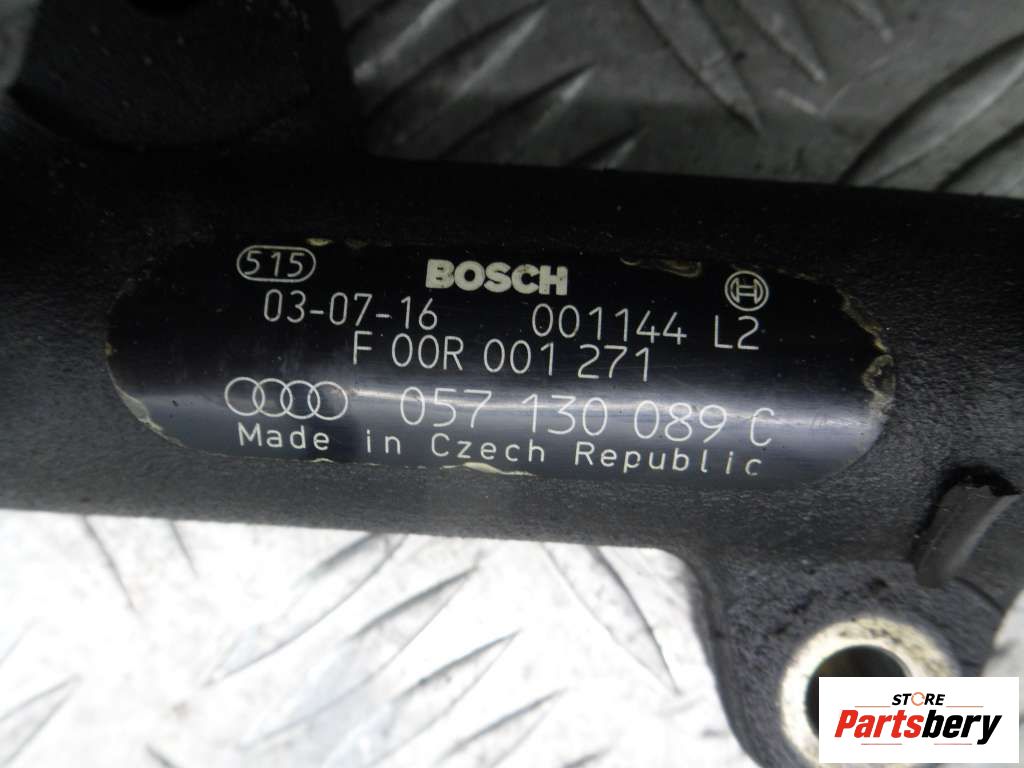 515 BOSCH
03-07-16 001144 L2
F 00R 001 271
057 130 089 C
Made in Czech Republic
STORE
Partsbery